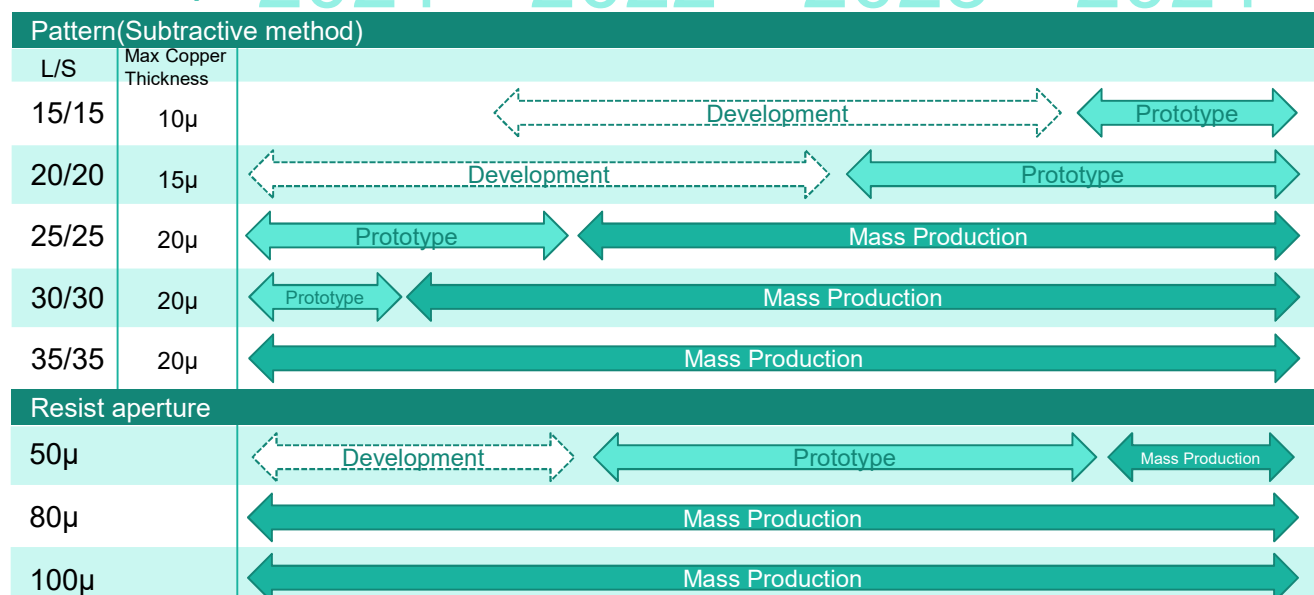 Pattern(Subtractive method)
L/S Max Copper Thickness
15/15 10μ Development Prototype
20/20 15μ Development Prototype
25/25 20μ Prototype Mass Production
30/30 20μ Prototype Mass Production
35/35 20μ Mass Production
Resist aperture
50μ Development Prototype Mass Production
80μ Mass Production
100μ Mass Production